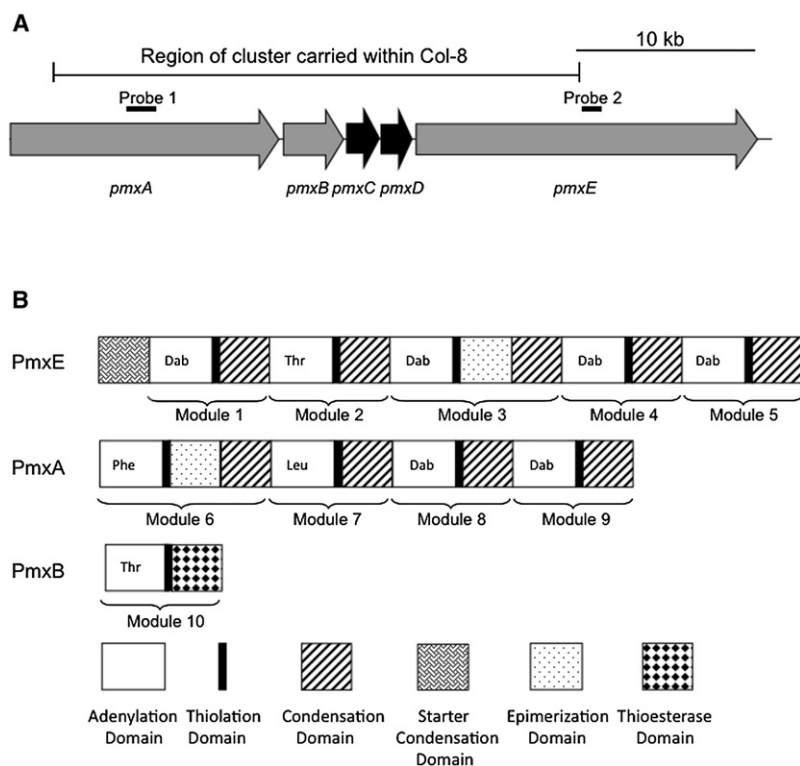 A
10 kb
Region of cluster carried within Col-8
Probe 1 Probe 2
pmxA pmxB pmxC pmxD pmxE
B
PmxE Dab Thr Dab Dab Dab
Module 1 Module 2 Module 3 Module 4 Module 5
PmxA Phe Leu Dab Dab
Module 6 Module 7 Module 8 Module 9
PmxB Thr
Module 10
Adenylation Thiolation Condensation Starter Epimerization Thioesterase
Domain Domain Domain Condensation Domain Domain
Domain